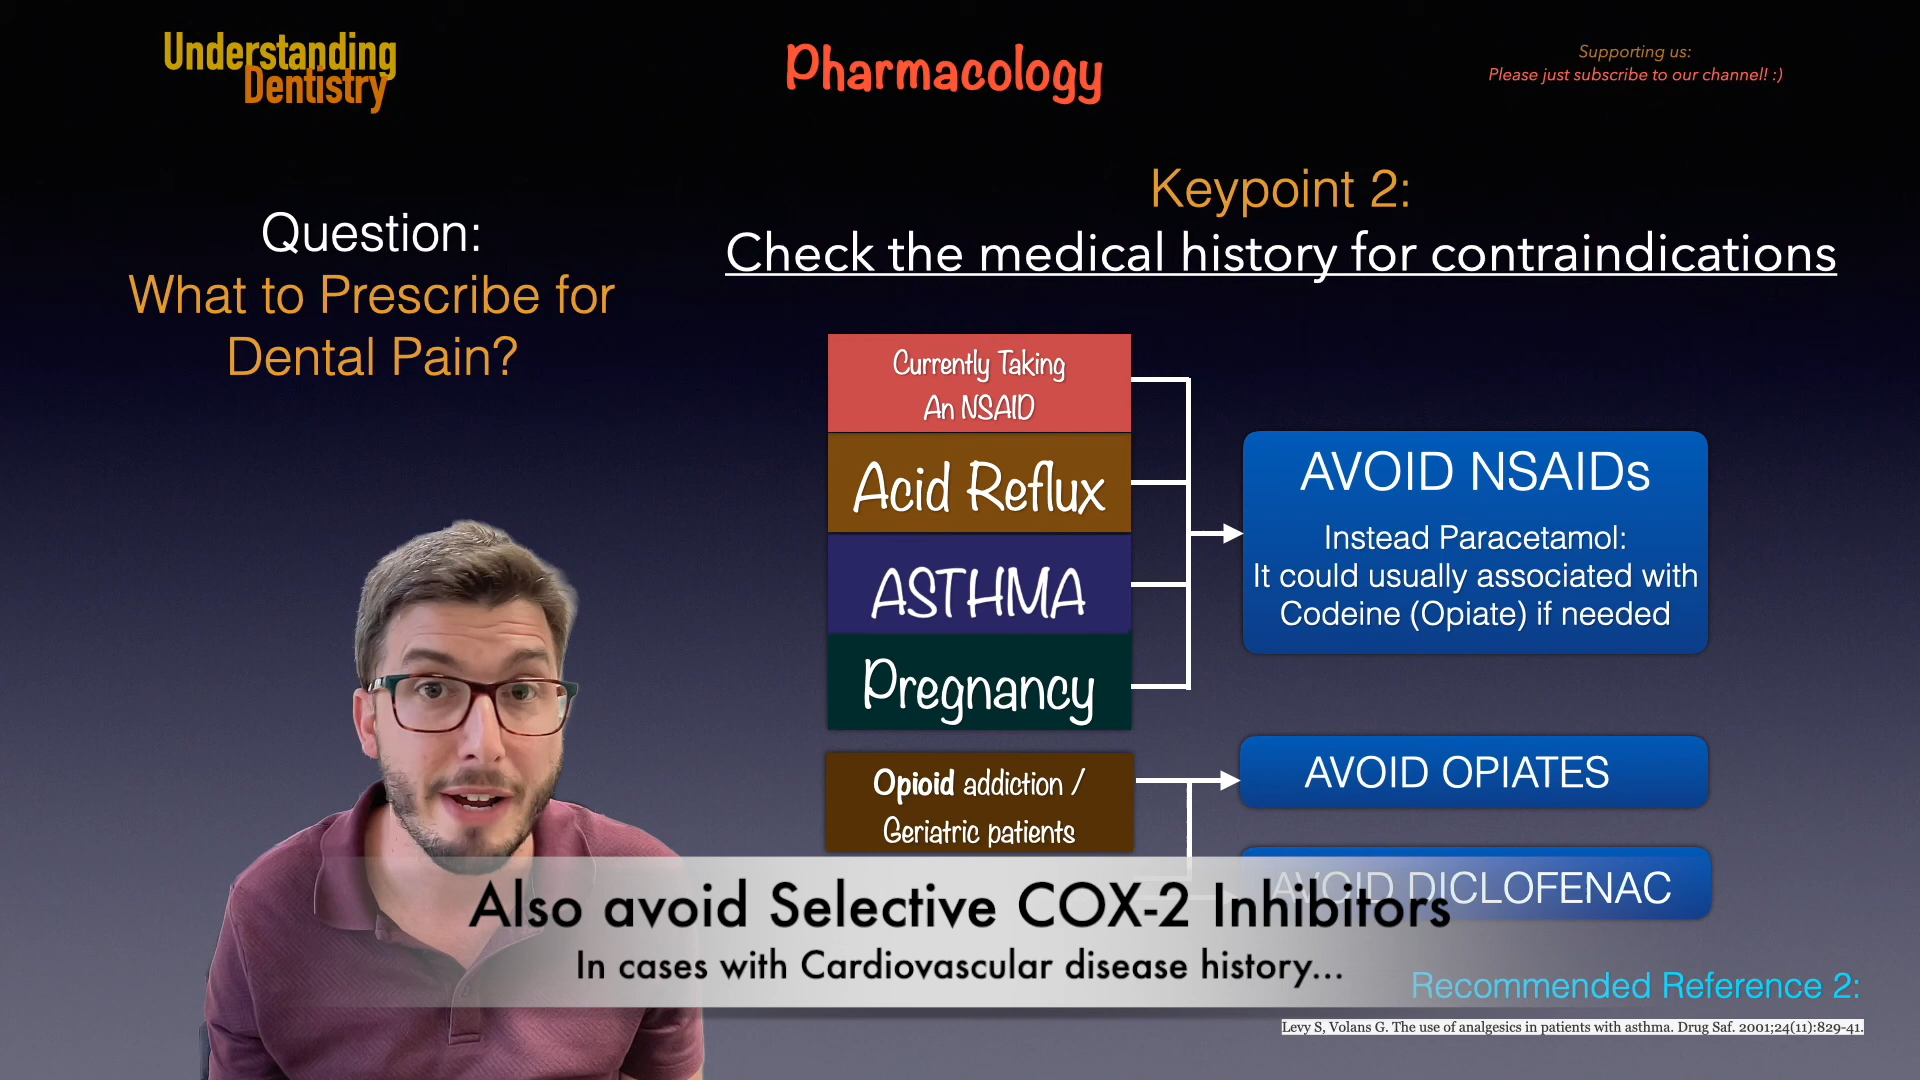 Understanding
Dentistry
Pharmacology
Supporting us:
Please just subscribe to our channel! :)
Question:
What to Prescribe for
Dental Pain?
Keypoint 2:
Check the medical history for contraindications
Currently Taking
An NSAID
Acid Reflux
ASTHMA
Pregnancy
AVOID NSAIDs
Instead Paracetamol:
It could usually associated with
Codeine (Opiate) if needed
Opioid addiction /
Geriatric patients
AVOID OPIATES
AVOID DICLOFENAC
Also avoid Selective COX-2 Inhibitors
In cases with Cardiovascular disease history...
Recommended Reference 2:
Levy S, Volans G. The use of analgesics in patients with asthma. Drug Saf. 2001;24(11):829-41.